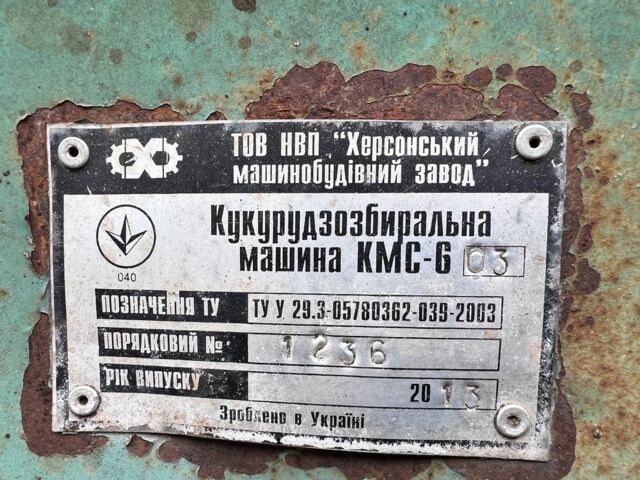 ТОВ НВП "Херсонський
машинобудівний завод"
Кукурудзозбиральна
машина КМС-6 03
040
ПОЗНАЧЕННЯ ТУ ТУ У 29.3-05780362-039-2003
ПОРЯДКОВИЙ № 1236
РІК ВИПУСКУ 2013
Зроблено в Україні